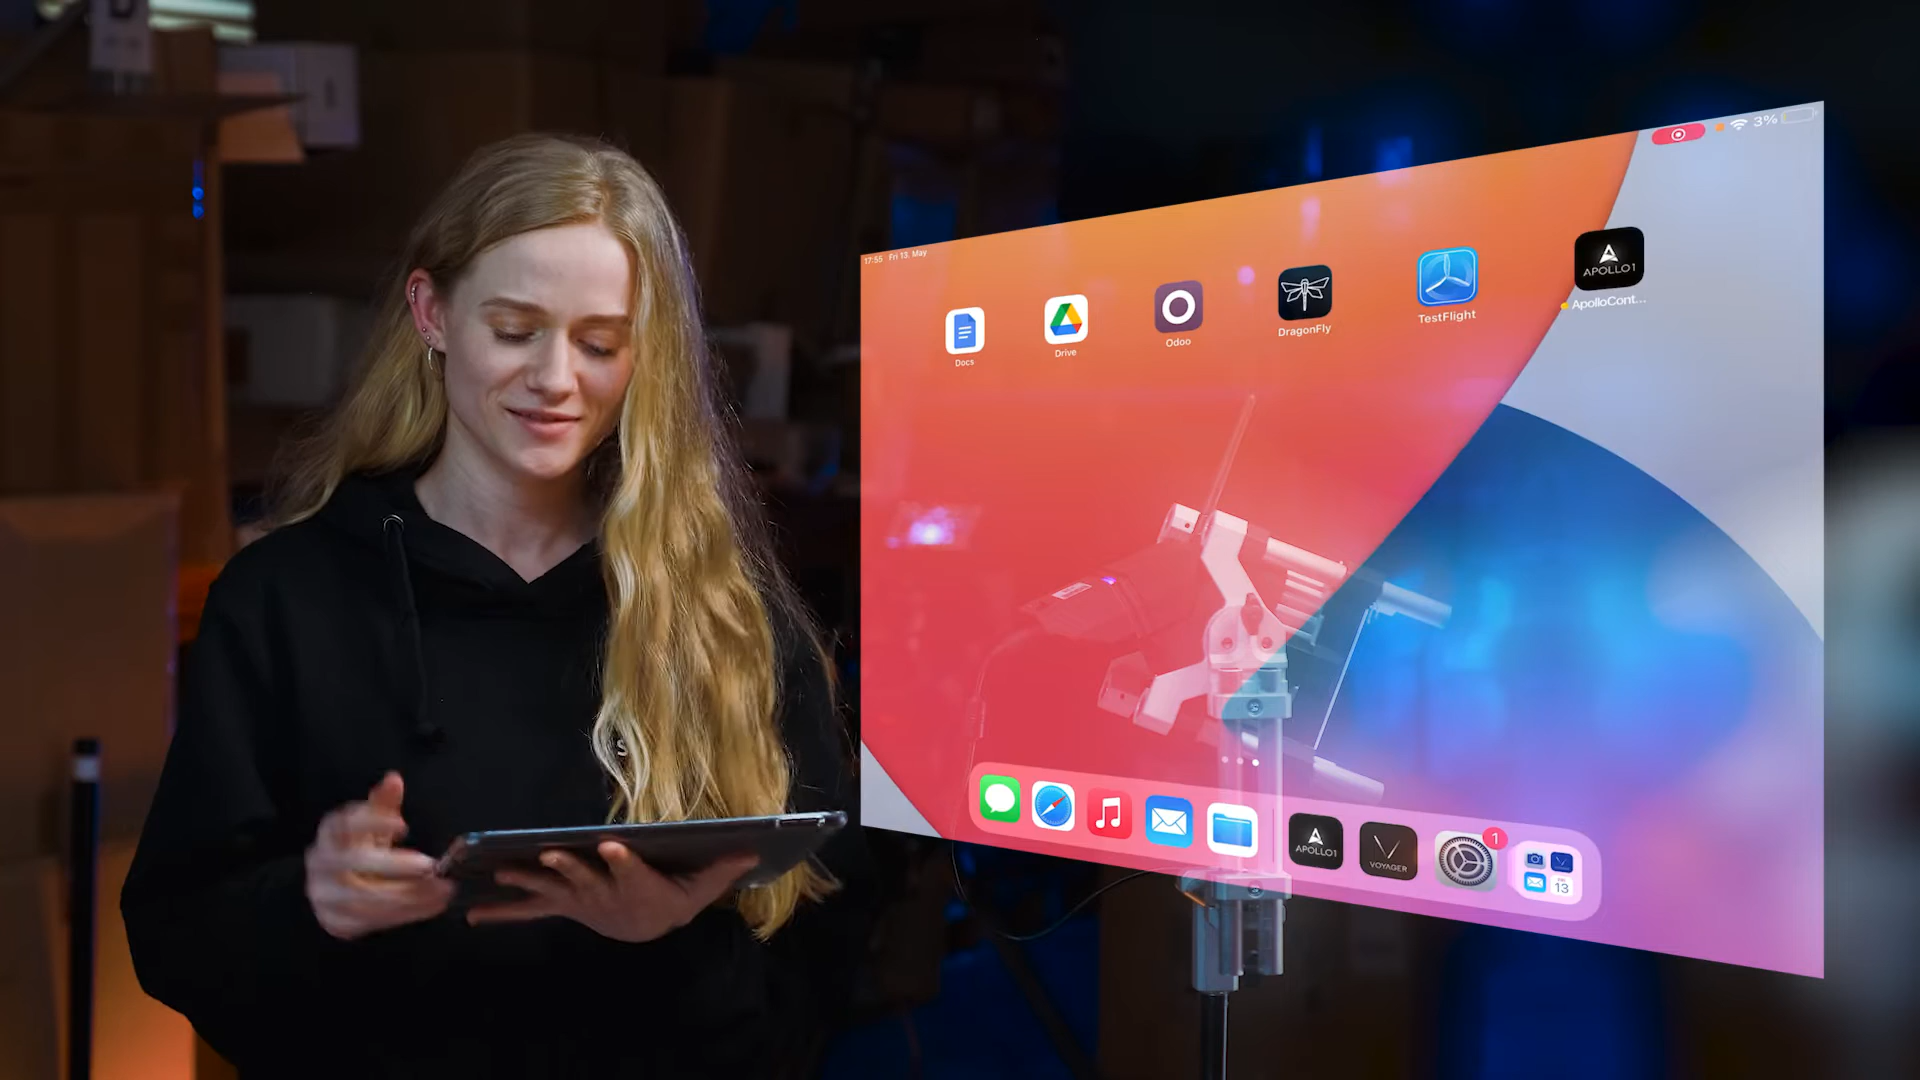 17:55 Fri 13. May
3%
Docs
Drive
Odoo
DragonFly
TestFlight
APOLLO1
ApolloCont...
S
APOLLO1
VOYAGER
1
13